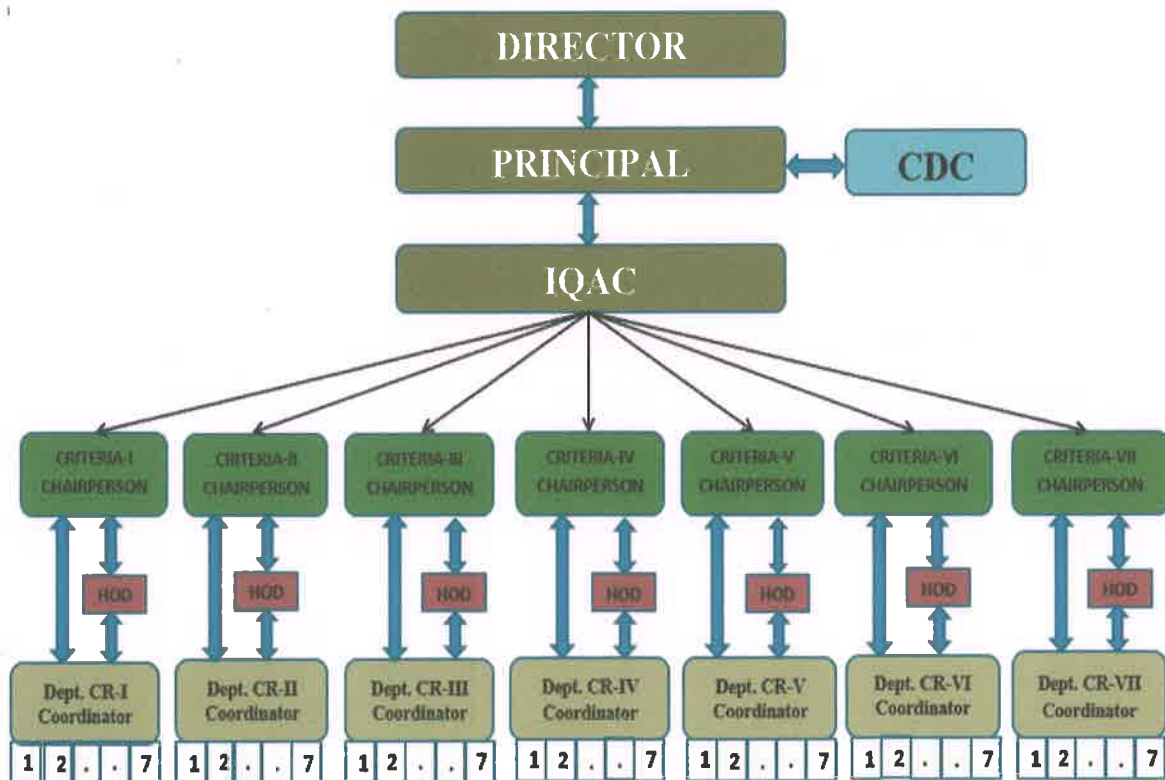 DIRECTOR
PRINCIPAL
CDC
IQAC
CRITERIA-I
CHAIRPERSON
CRITERIA-II
CHAIRPERSON
CRITERIA-III
CHAIRPERSON
CRITERIA-IV
CHAIRPERSON
CRITERIA-V
CHAIRPERSON
CRITERIA-VI
CHAIRPERSON
CRITERIA-VII
CHAIRPERSON
HOD
HOD
HOD
HOD
HOD
HOD
HOD
Dept. CR-I
Coordinator
Dept. CR-II
Coordinator
Dept. CR-III
Coordinator
Dept. CR-IV
Coordinator
Dept. CR-V
Coordinator
Dept. CR-VI
Coordinator
Dept. CR-VII
Coordinator
1 2 . . 7
1 2 . . 7
1 2 . . 7
1 2 . . 7
1 2 . . 7
1 2 . . 7
1 2 . . 7